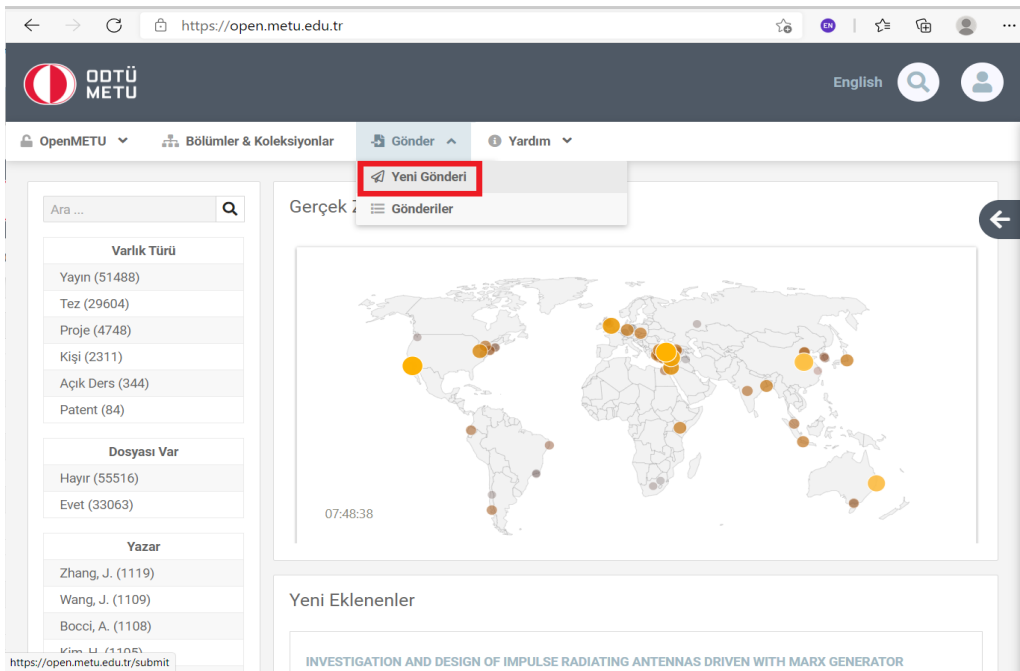 https://open.metu.edu.tr
EN
ODTÜ
METU
English
OpenMETU
Bölümler & Koleksiyonlar
Gönder
Yardım
Yeni Gönderi
Gönderiler
Ara ...
Gerçek
Varlık Türü
Yayın (51488)
Tez (29604)
Proje (4748)
Kişi (2311)
Açık Ders (344)
Patent (84)
Dosyası Var
Hayır (55516)
Evet (33063)
Yazar
Zhang, J. (1119)
Wang, J. (1109)
Bocci, A. (1108)
Kim, H. (1105)
07:48:38
Yeni Eklenenler
INVESTIGATION AND DESIGN OF IMPULSE RADIATING ANTENNAS DRIVEN WITH MARX GENERATOR
https://open.metu.edu.tr/submit